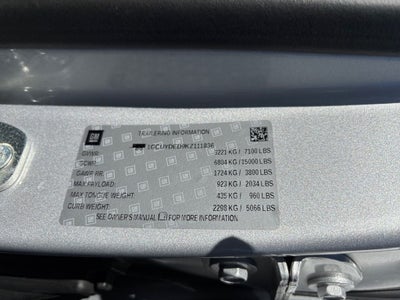 GM
TRAILERING INFORMATION
1GCUYDED9KZ111836
GVWR: 3221 KG / 7100 LBS
GCWR: 6804 KG / 15000 LBS
GAWR RR: 1724 KG / 3800 LBS
MAX PAYLOAD: 923 KG / 2034 LBS
MAX TONGUE WEIGHT: 435 KG / 960 LBS
CURB WEIGHT: 2298 KG / 5066 LBS
SEE OWNER'S MANUAL FOR MORE INFORMATION